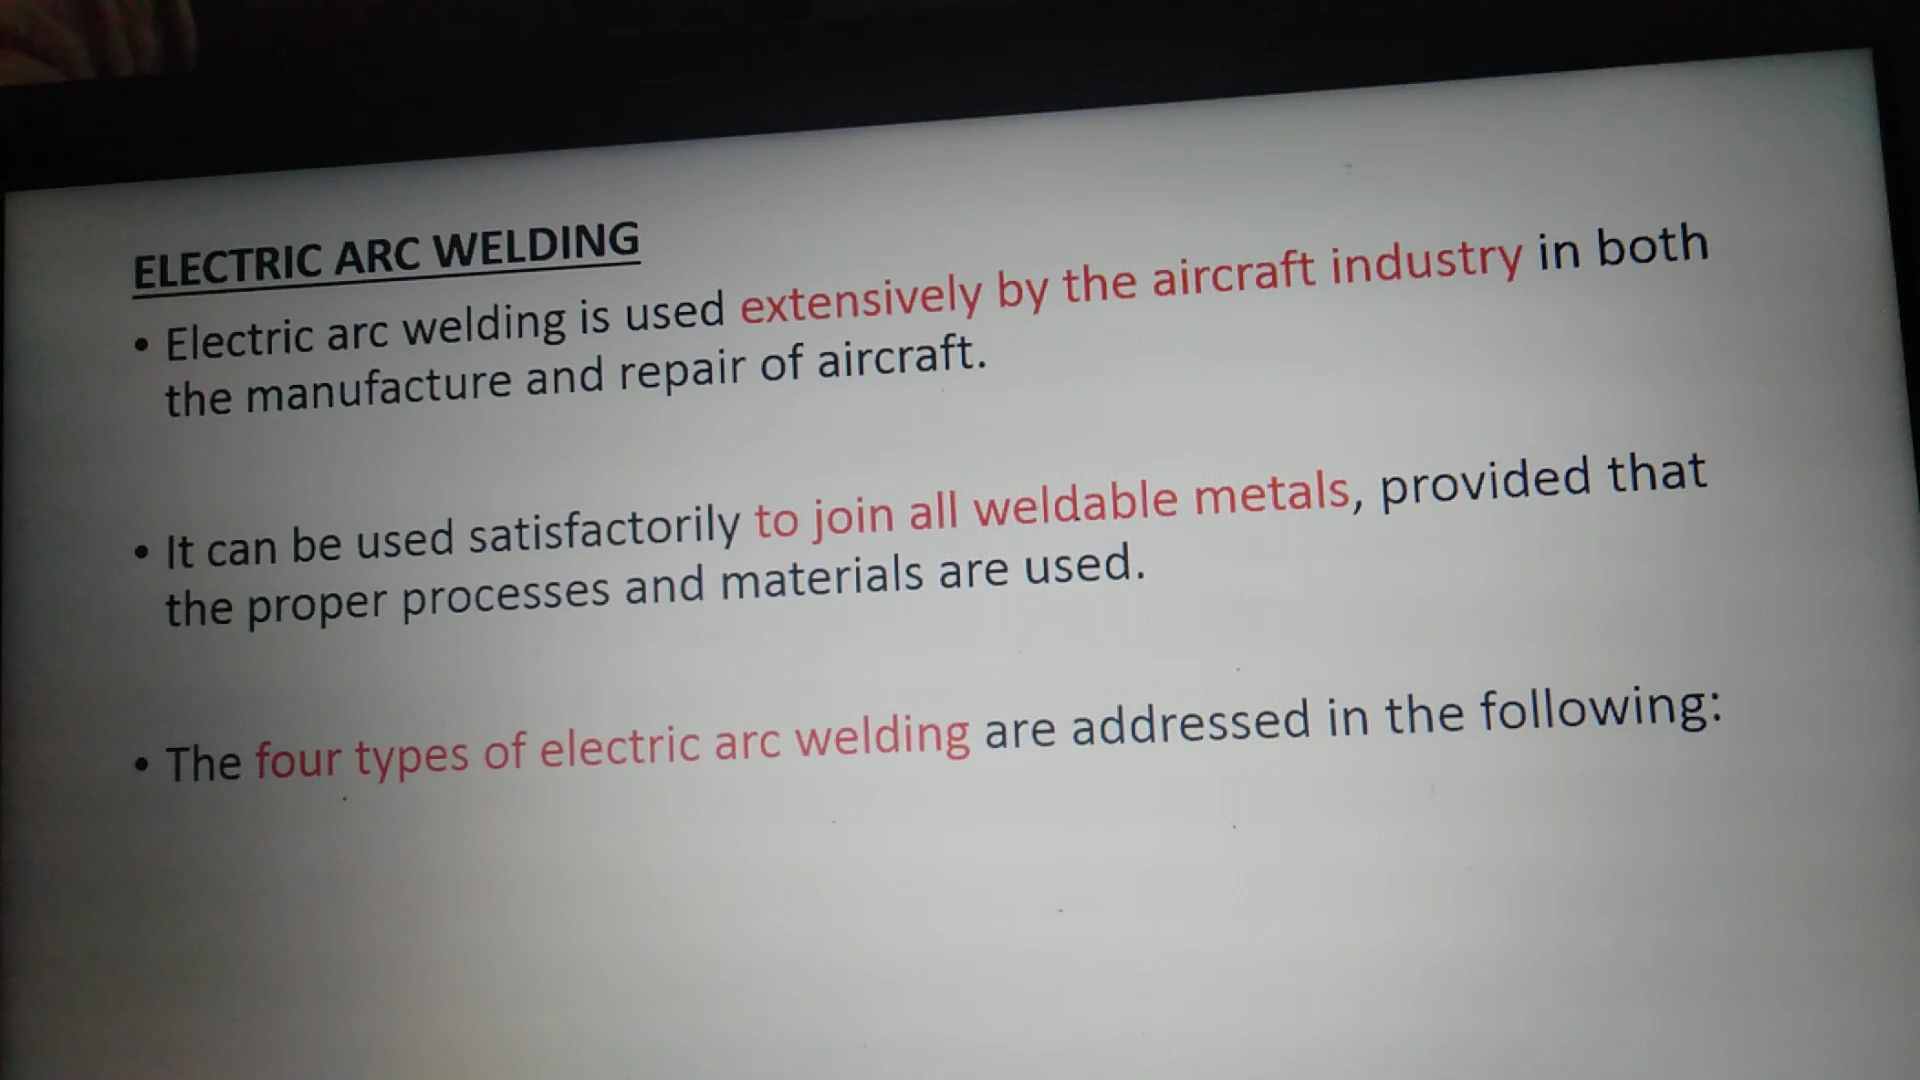 ELECTRIC ARC WELDING
• Electric arc welding is used extensively by the aircraft industry in both
the manufacture and repair of aircraft.
• It can be used satisfactorily to join all weldable metals, provided that
the proper processes and materials are used.
• The four types of electric arc welding are addressed in the following: